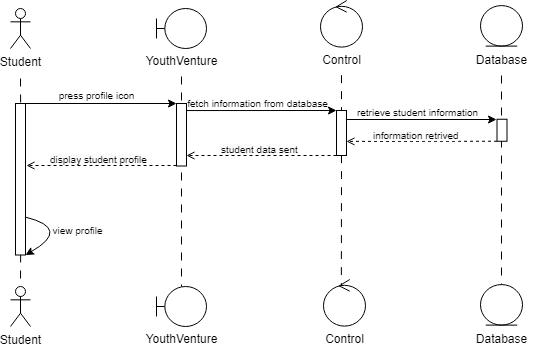 Student
YouthVenture
Control
Database
press profile icon
fetch information from database
retrieve student information
information retrived
student data sent
display student profile
view profile
Student
YouthVenture
Control
Database